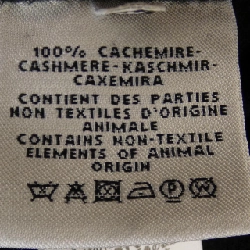 100% CACHEMIRE-
CASHMERE-KASCHMIR-
CAXEMIRA
CONTIENT DES PARTIES
NON TEXTILES D'ORIGINE
ANIMALE
CONTAINS NON-TEXTILE
ELEMENTS OF ANIMAL
ORIGIN